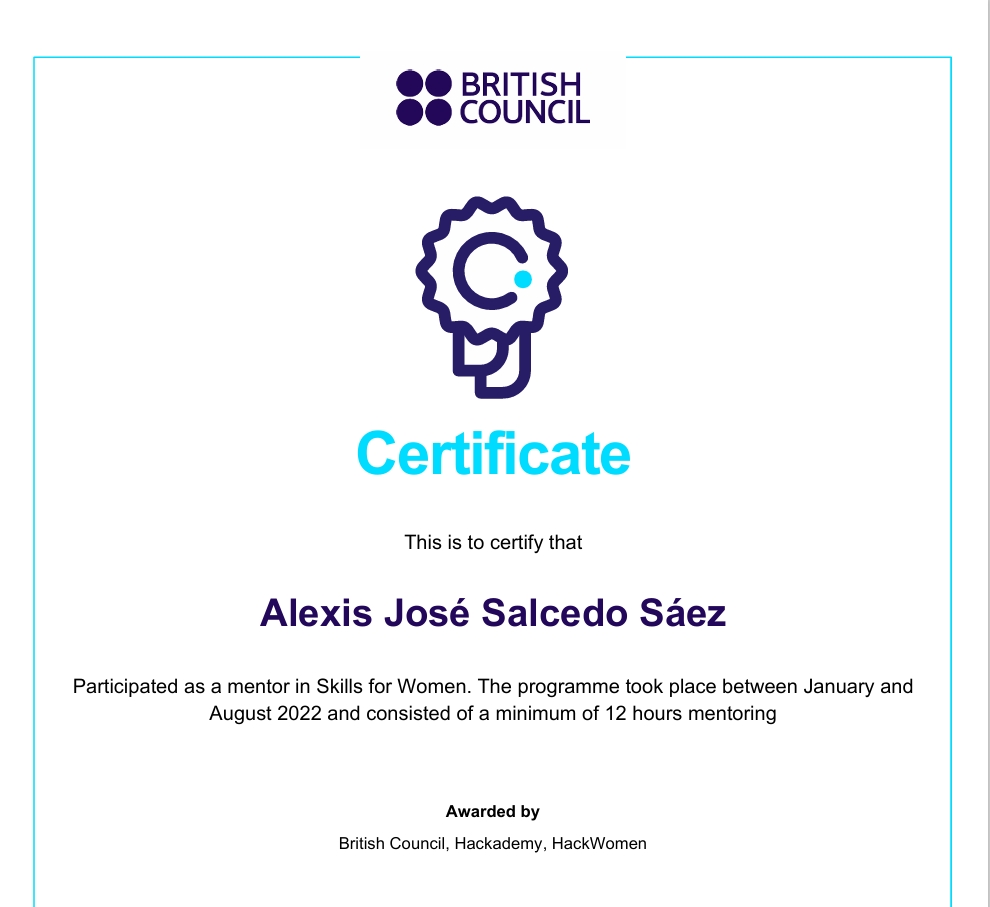 BRITISH
COUNCIL
Certificate
This is to certify that
Alexis José Salcedo Sáez
Participated as a mentor in Skills for Women. The programme took place between January and
August 2022 and consisted of a minimum of 12 hours mentoring
Awarded by
British Council, Hackademy, HackWomen